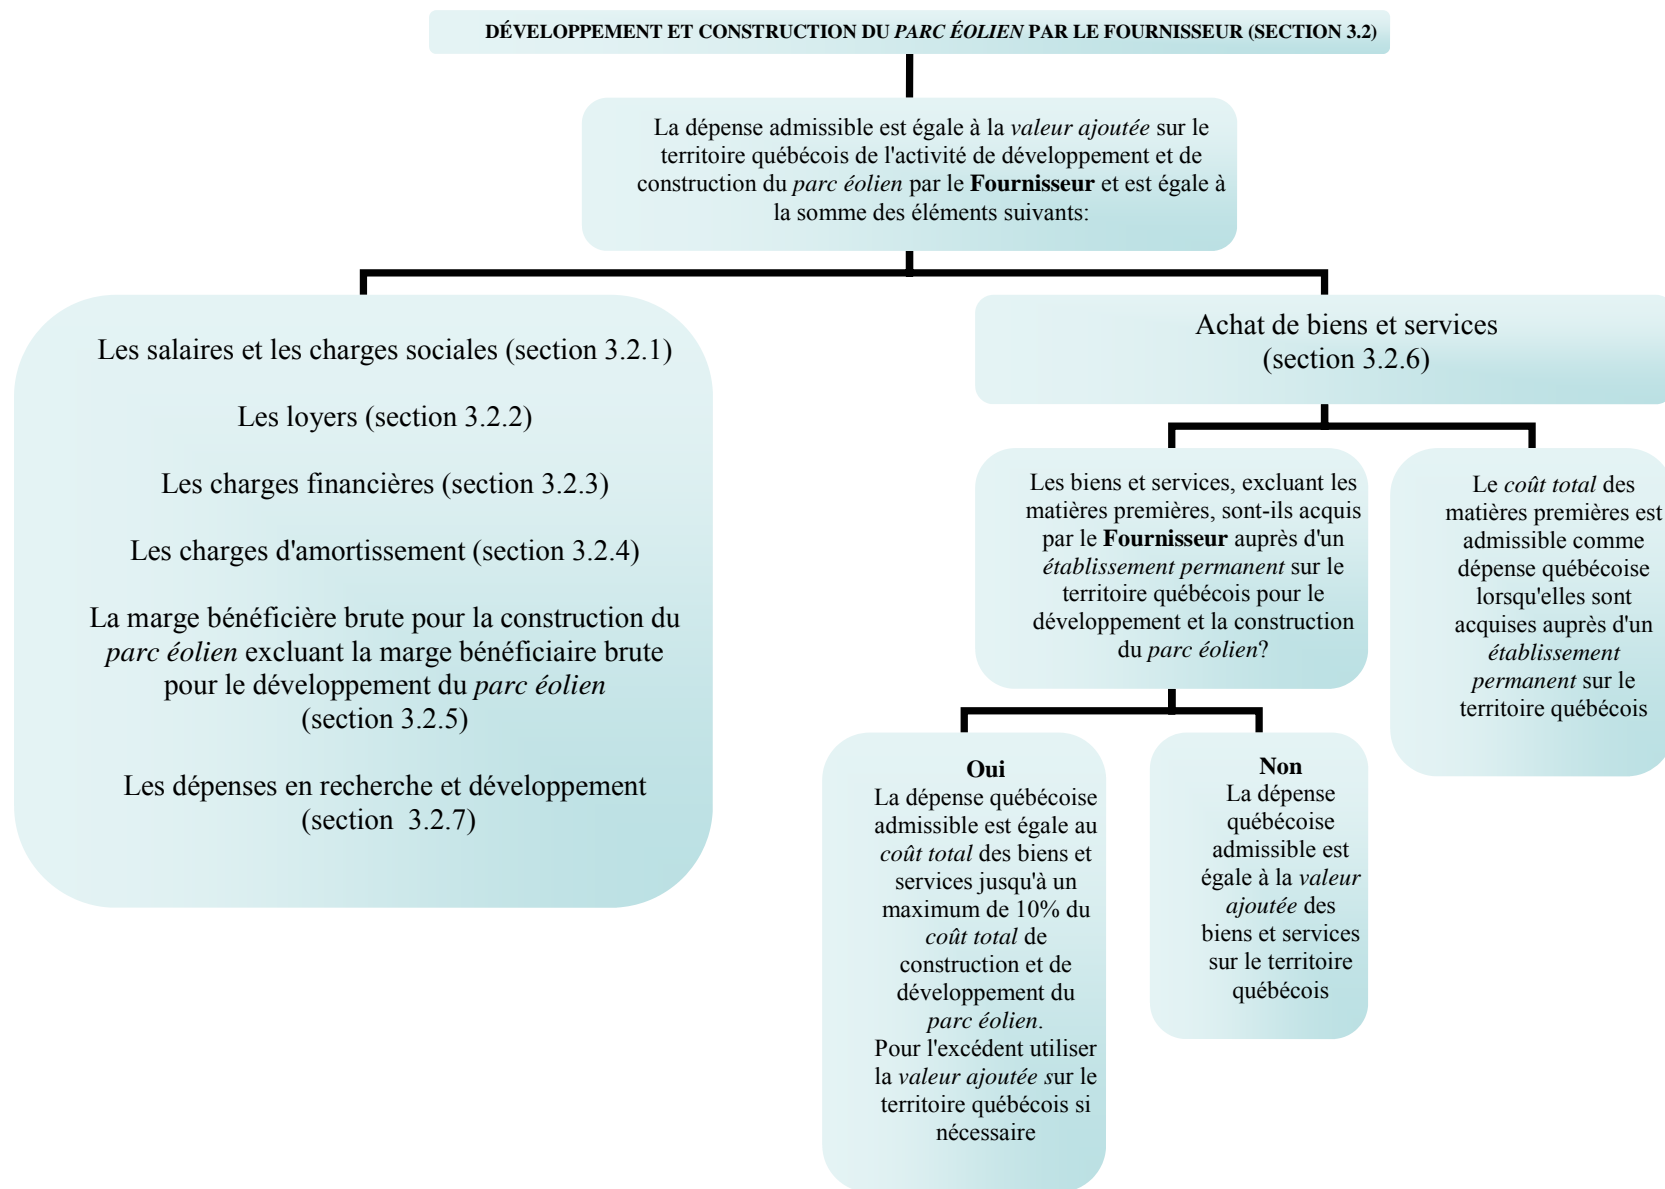 DÉVELOPPEMENT ET CONSTRUCTION DU PARC ÉOLIEN PAR LE FOURNISSEUR (SECTION 3.2)
La dépense admissible est égale à la valeur ajoutée sur le
territoire québécois de l'activité de développement et de
construction du parc éolien par le Fournisseur et est égale à
la somme des éléments suivants:
Les salaires et les charges sociales (section 3.2.1)
Les loyers (section 3.2.2)
Les charges financières (section 3.2.3)
Les charges d'amortissement (section 3.2.4)
La marge bénéficière brute pour la construction du
parc éolien excluant la marge bénéficiaire brute
pour le développement du parc éolien
(section 3.2.5)
Les dépenses en recherche et développement
(section 3.2.7)
Achat de biens et services
(section 3.2.6)
Les biens et services, excluant les
matières premières, sont-ils acquis
par le Fournisseur auprès d'un
établissement permanent sur le
territoire québécois pour le
développement et la construction
du parc éolien?
Le coût total des
matières premières est
admissible comme
dépense québécoise
lorsqu'elles sont
acquises auprès d'un
établissement
permanent sur le
territoire québécois
Oui
La dépense québécoise
admissible est égale au
coût total des biens et
services jusqu'à un
maximum de 10% du
coût total de
construction et de
développement du
parc éolien.
Pour l'excédent utiliser
la valeur ajoutée sur le
territoire québécois si
nécessaire
Non
La dépense
québécoise
admissible est
égale à la valeur
ajoutée des
biens et services
sur le territoire
québécois